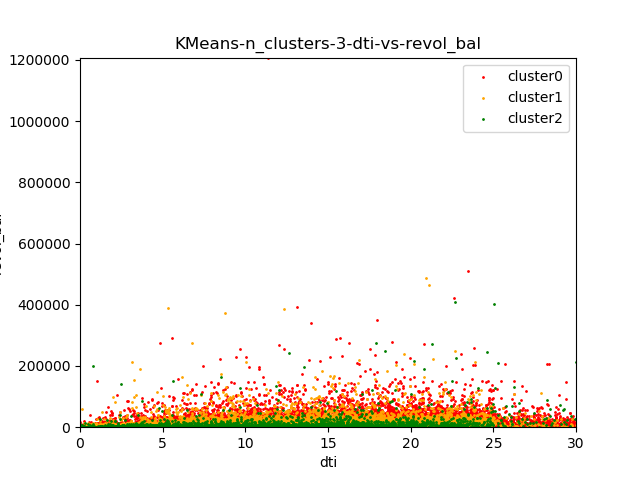 KMeans-n_clusters-3-dti-vs-revol_bal
1200000
1000000
800000
600000
400000
200000
0
0 5 10 15 20 25 30
dti
cluster0
cluster1
cluster2